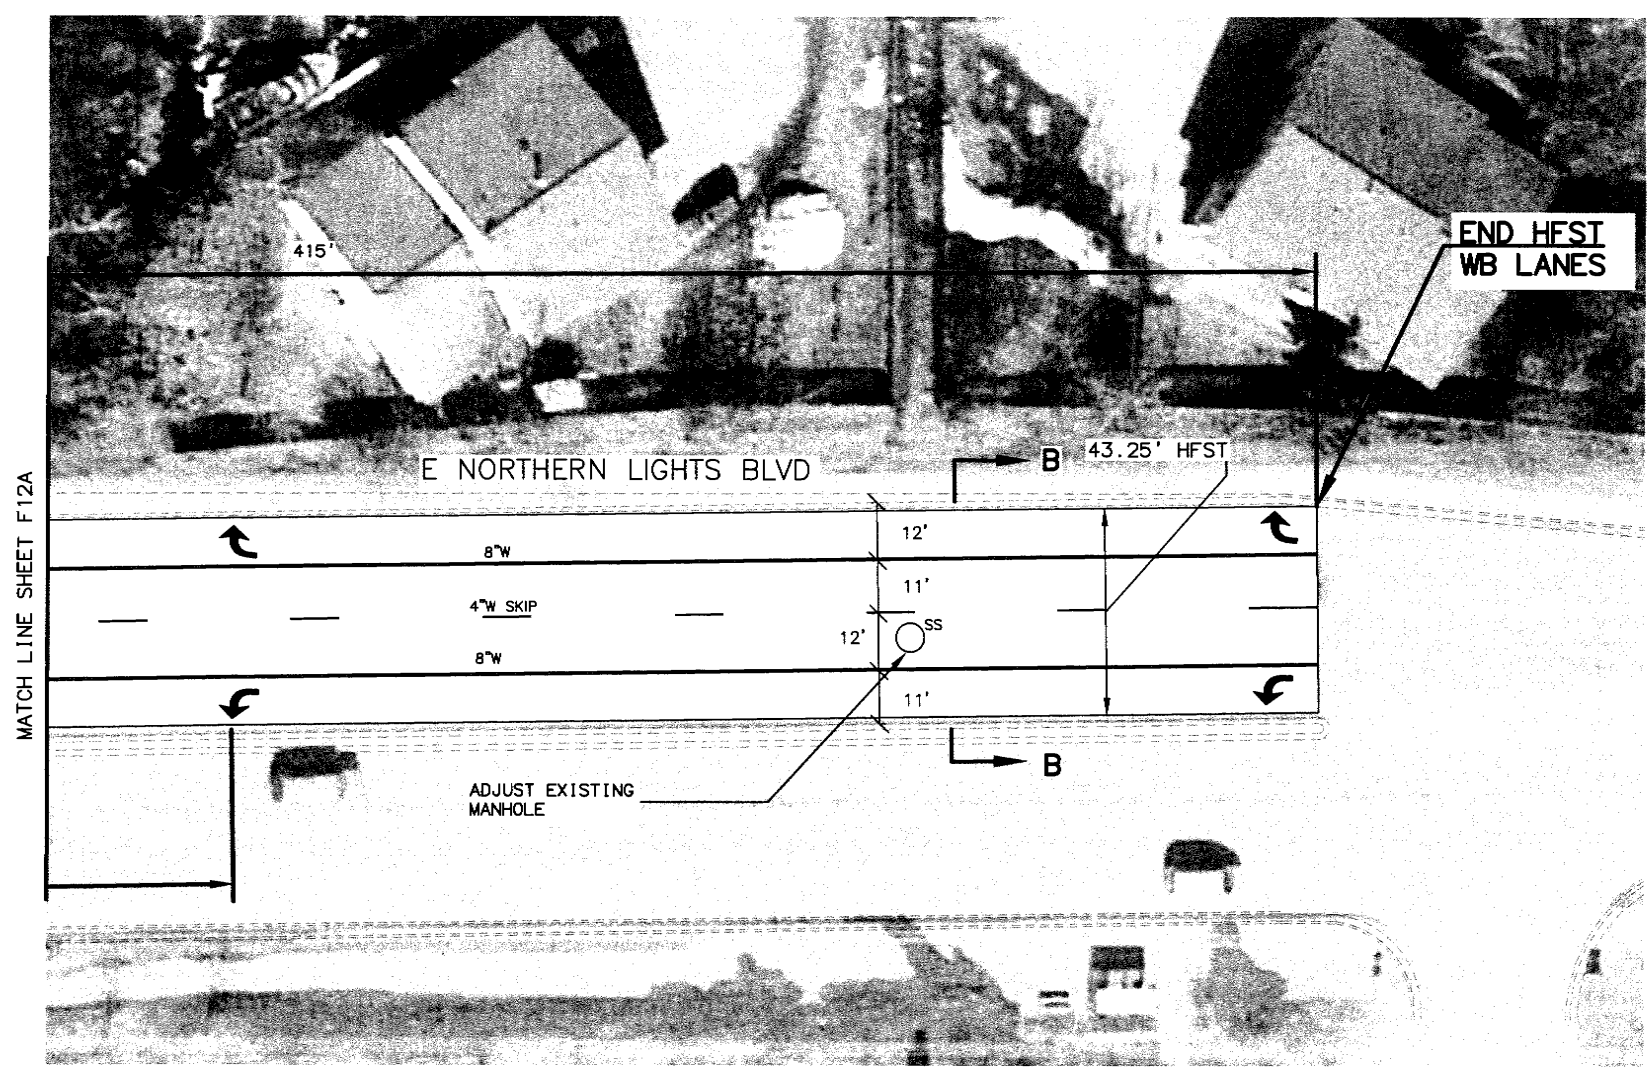 415'
END HFST
WB LANES
E NORTHERN LIGHTS BLVD
B
43.25' HFST
MATCH LINE SHEET F12A
12'
8"W
11'
4"W SKIP
12'
SS
8"W
11'
B
ADJUST EXISTING
MANHOLE